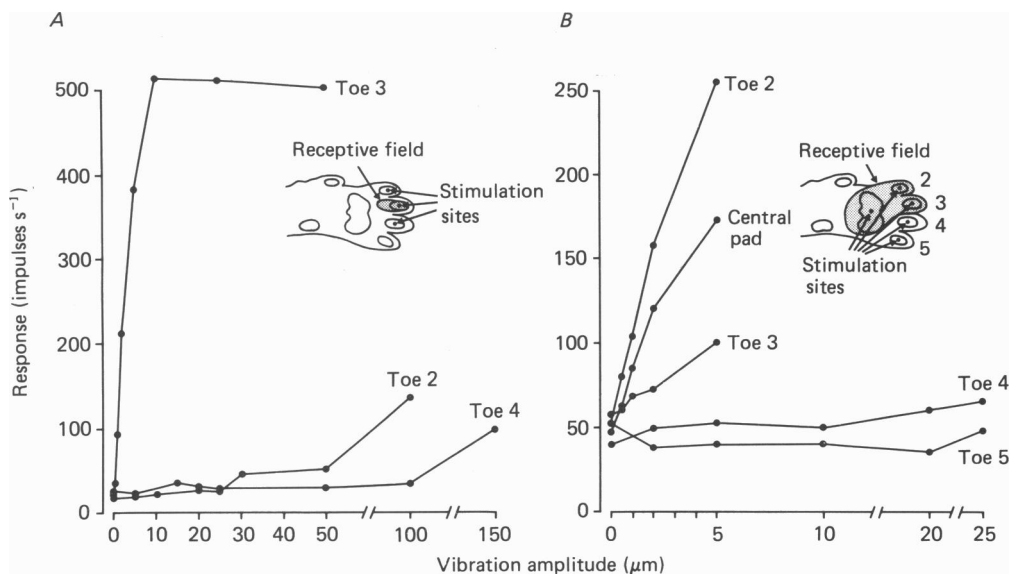 A
B
500
400
300
200
100
0
Response (impulses s⁻¹)
Toe 3
Receptive field
Stimulation
sites
Toe 2
Toe 4
0 10 20 30 40 50 100 150
250
200
150
100
50
0
Toe 2
Central
pad
Toe 3
Receptive field
2
3
4
5
Stimulation
sites
Toe 4
Toe 5
0 5 10 20 25
Vibration amplitude (μm)